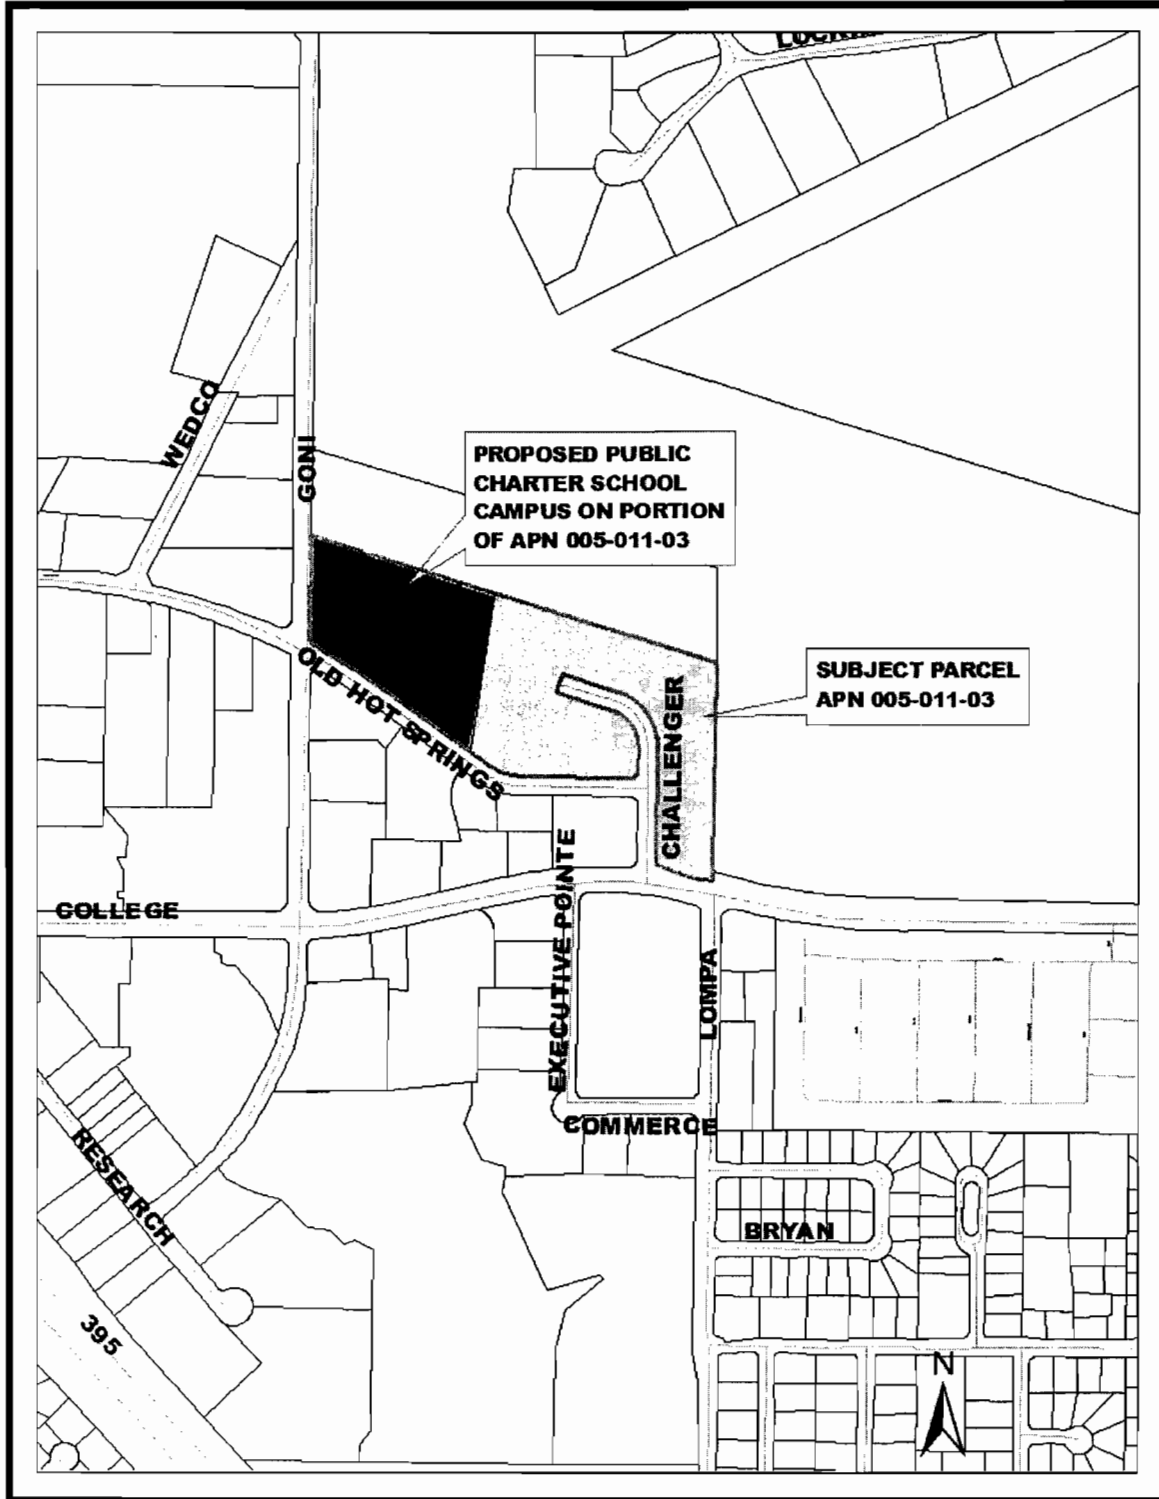 WEDCO
GONI
PROPOSED PUBLIC
CHARTER SCHOOL
CAMPUS ON PORTION
OF APN 005-011-03
OLD HOT SPRINGS
SUBJECT PARCEL
APN 005-011-03
CHALLENGER
EXECUTIVE POINTE
COLLEGE
LOMPA
COMMERCE
RESEARCH
BRYAN
395
N